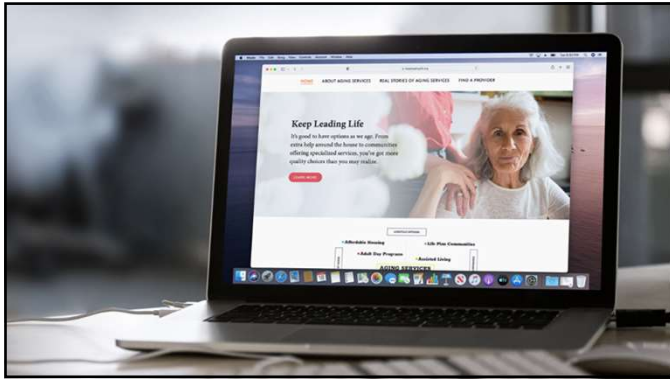 HOME ABOUT AGING SERVICES REAL STORIES OF AGING SERVICES FIND A PROVIDER
Keep Leading Life
It's good to have options as we age. From
extra help around the house to communities
offering specialized services, you've got more
quality choices than you may realize.
LEARN MORE
LIFESTYLE OPTIONS
Affordable Housing
Life Plan Communities
Adult Day Programs
Assisted Living
AGING SERVICES